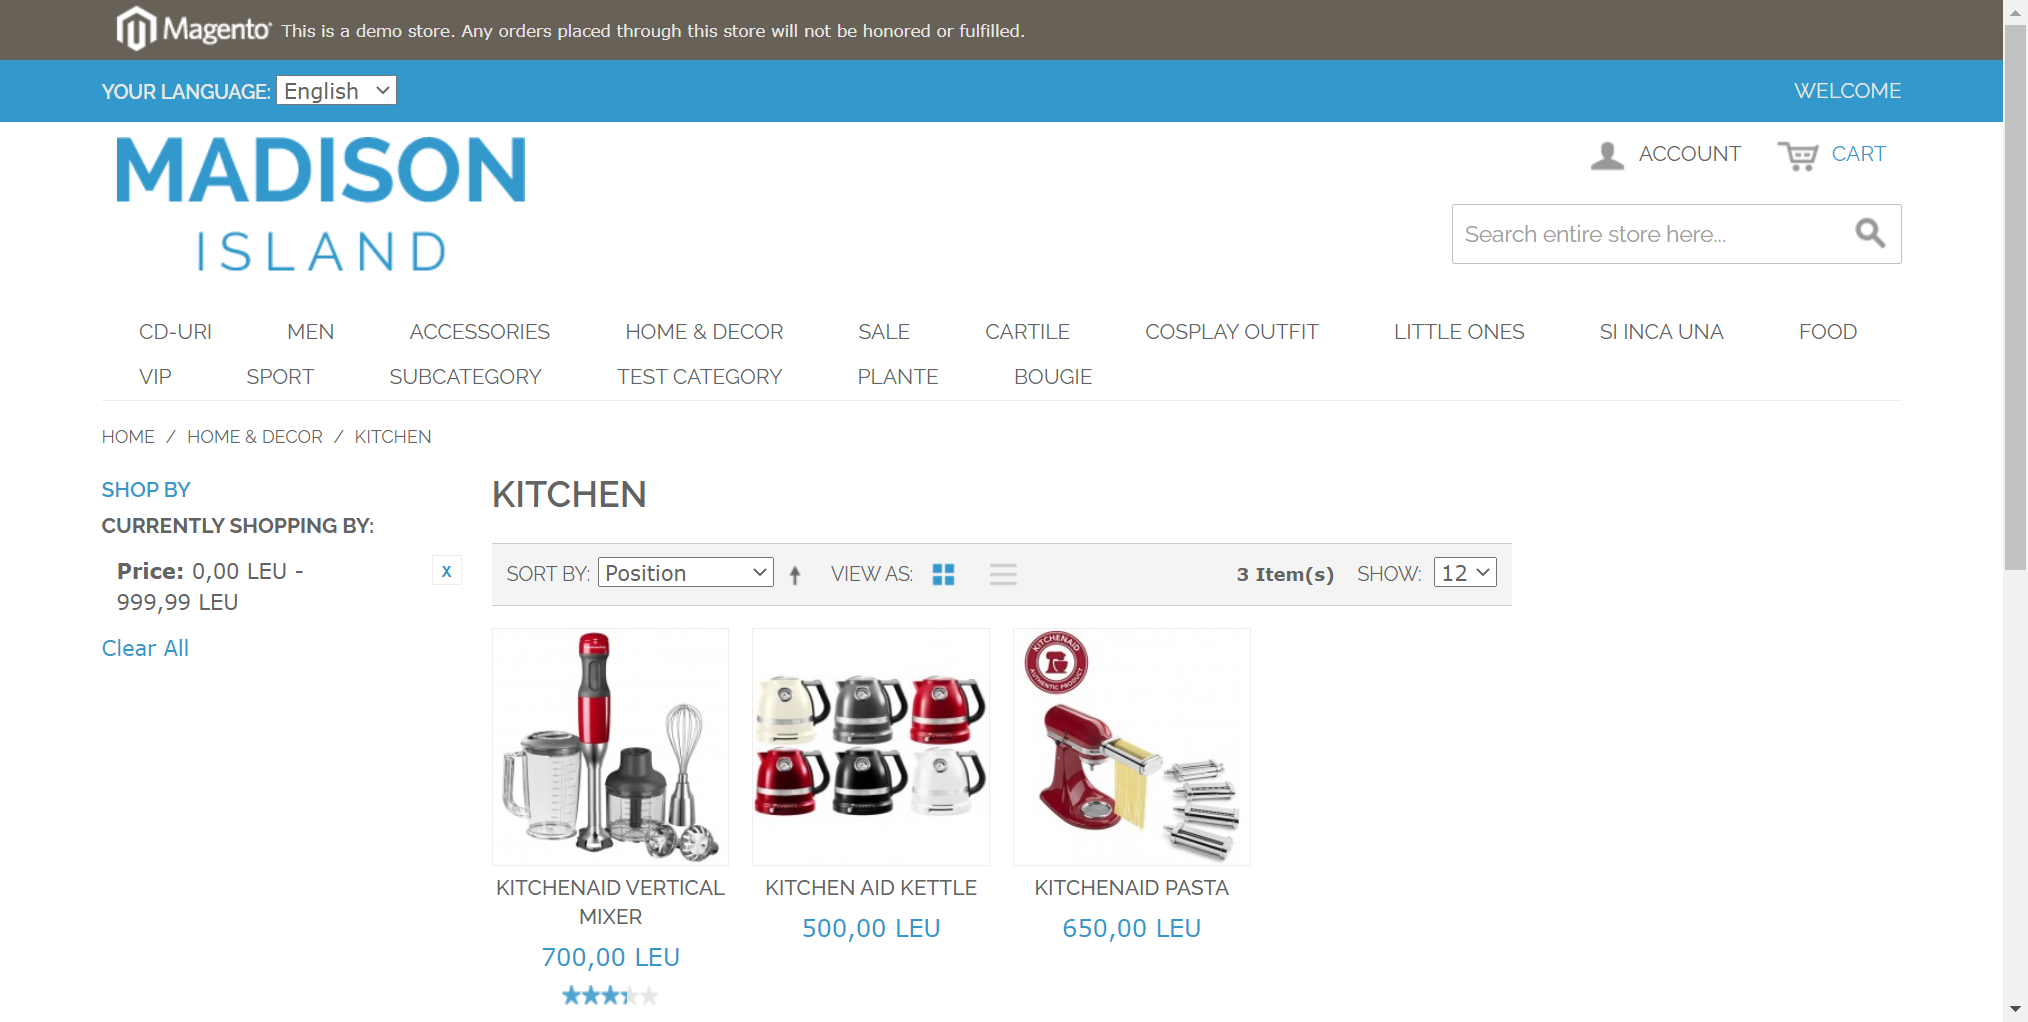 Magento This is a demo store. Any orders placed through this store will not be honored or fulfilled.
YOUR LANGUAGE: English WELCOME
MADISON
ISLAND
ACCOUNT CART
Search entire store here...
CD-URI MEN ACCESSORIES HOME & DECOR SALE CARTILE COSPLAY OUTFIT LITTLE ONES SI INCA UNA FOOD
VIP SPORT SUBCATEGORY TEST CATEGORY PLANTE BOUGIE
HOME / HOME & DECOR / KITCHEN
SHOP BY
CURRENTLY SHOPPING BY:
Price: 0,00 LEU -
999,99 LEU
X
Clear All
KITCHEN
SORT BY: Position VIEW AS: 3 Item(s) SHOW: 12
KITCHENAID
AUTHENTIC PRODUCT
KITCHENAID VERTICAL
MIXER
700,00 LEU
KITCHEN AID KETTLE
500,00 LEU
KITCHENAID PASTA
650,00 LEU